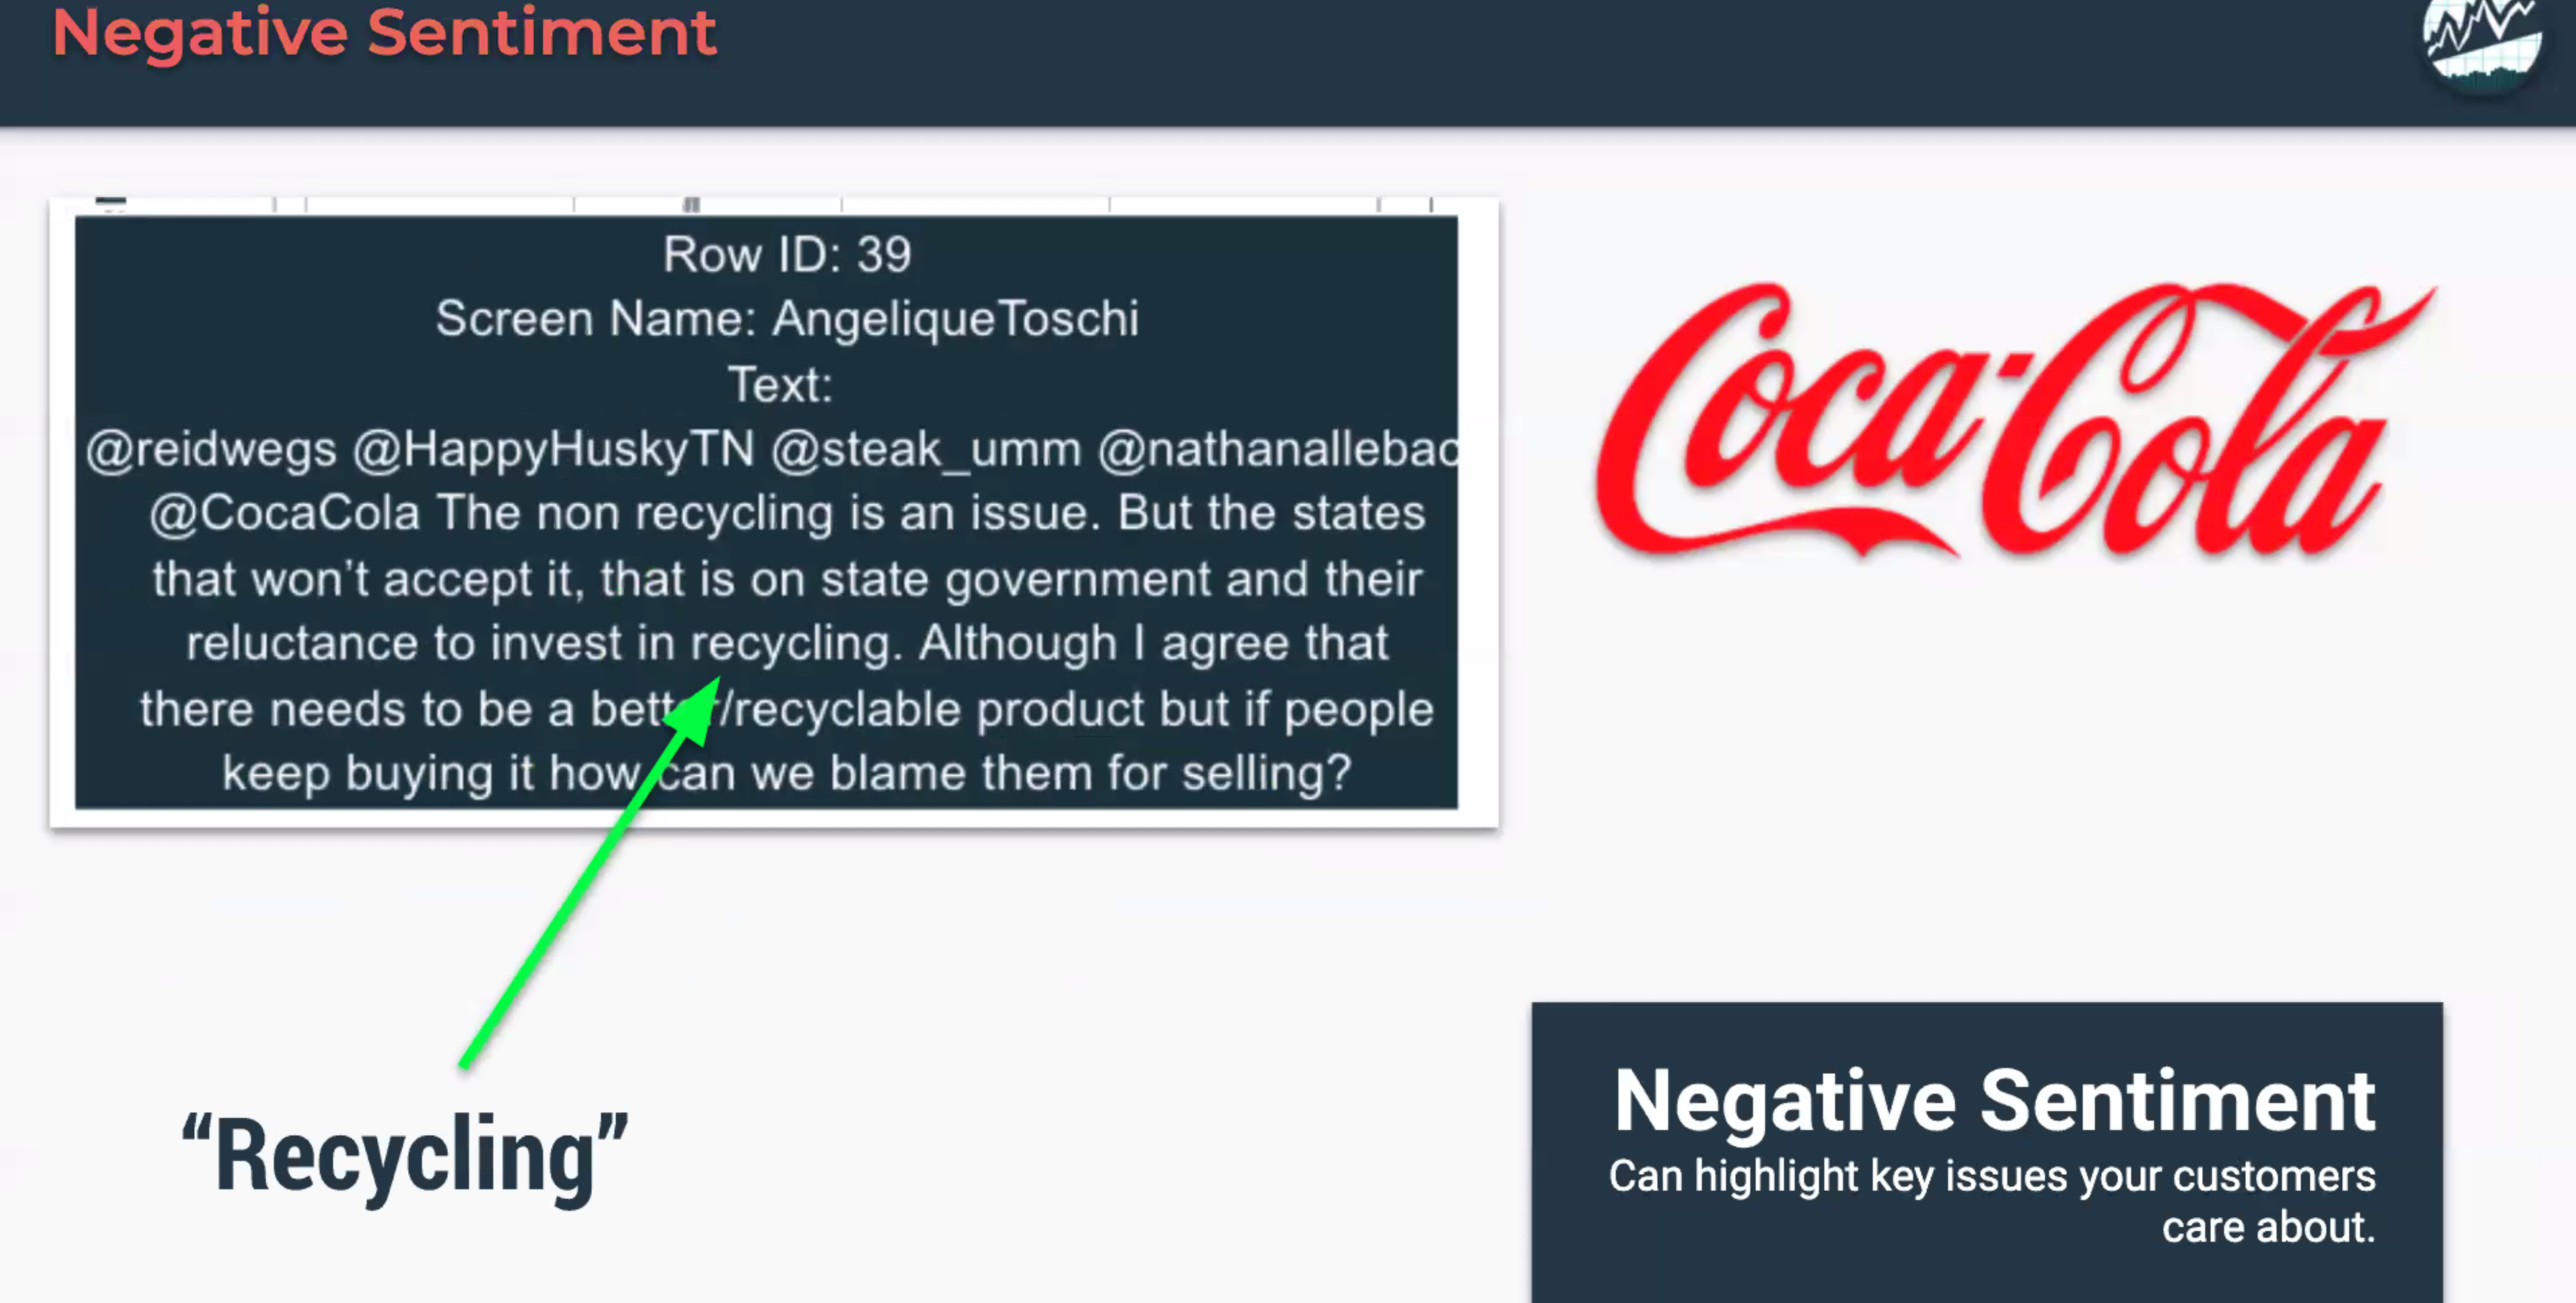 Negative Sentiment
Row ID: 39
Screen Name: AngeliqueToschi
Text:
@reidwegs @HappyHuskyTN @steak_umm @nathanallebac
@CocaCola The non recycling is an issue. But the states
that won’t accept it, that is on state government and their
reluctance to invest in recycling. Although I agree that
there needs to be a better/recyclable product but if people
keep buying it how can we blame them for selling?
Coca-Cola
“Recycling”
Negative Sentiment
Can highlight key issues your customers
care about.